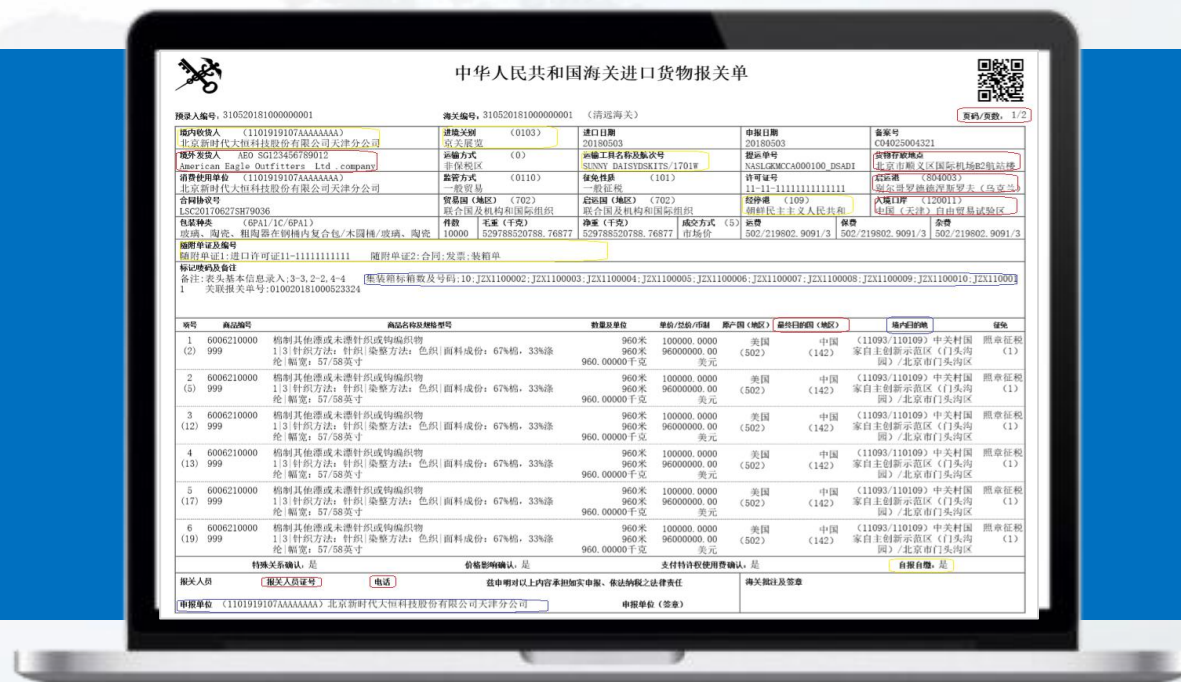 中华人民共和国海关进口货物报关单
预录入编号：310520181000000001 海关编号：310520181000000001 （清远海关） 页码/页数：1/2
境内收货人 （1101919107AAAAAAAA） 进境关别 （0103） 进口日期 申报日期 备案号
北京新时代大恒科技股份有限公司天津分公司 京关展览 20180503 20180503 C04025004321
境外发货人 AEO SG123456789012 运输方式 （0） 运输工具名称及航次号 提运单号 货物存放地点
American Eagle Outfitters Ltd.company 非保税区 SUNNY DAISYDSKITS/1701W NASLGKMCCA000100_DSADI 北京市顺义区国际机场B2航站楼
消费使用单位 （1101919107AAAAAAAA） 监管方式 （0110） 征免性质 （101） 许可证号 启运港 （804003）
北京新时代大恒科技股份有限公司天津分公司 一般贸易 一般征税 11-11-11111111111111 别尔哥罗德德涅斯罗夫（乌克兰）
合同协议号 贸易国（地区） （702） 启运国（地区） （702） 经停港 （109） 入境口岸 （120011）
LSC20170627SH79036 联合国及机构和国际组织 联合国及机构和国际组织 朝鲜民主主义人民共和 中国（天津）自由贸易试验区
包装种类 （6PA1/1C/6PA1） 件数 毛重（千克） 净重（千克） 成交方式 （5） 运费 保费 杂费
玻璃、陶瓷、粗陶器在钢桶内复合包/木圆桶/玻璃、陶瓷 10000 529788520788.76877 529788520788.76877 市场价 502/219802.9091/3 502/219802.9091/3 502/219802.9091/3
随附单证及编号
随附单证1:进口许可证11-11111111111 随附单证2:合同;发票;装箱单
标记唛码及备注
备注:表头基本信息录入:3-3,2-2,4-4 集装箱标箱数及号码:10;JZX1100002;JZX1100003;JZX1100004;JZX1100005;JZX1100006;JZX1100007;JZX1100008;JZX1100009;JZX1100010;JZX110001
1 关联报关单号:010020181000523324
项号 商品编号 商品名称及规格型号 数量及单位 单价/总价/币制 原产国（地区） 最终目的国（地区） 境内目的地 征免
1 6006210000 棉制其他漂或未漂针织或钩编织物 960米 100000.0000 美国 中国 （11093/110109）中关村国 照章征税
(2) 999 1|3|针织方法：针织|染整方法：色织|面料成份：67%棉，33%涤 960米 96000000.00 （502） （142） 家自主创新示范区（门头沟 （1）
纶|幅宽：57/58英寸 960.00000千克 美元 园）/北京市门头沟区
2 6006210000 棉制其他漂或未漂针织或钩编织物 960米 100000.0000 美国 中国 （11093/110109）中关村国 照章征税
(5) 999 1|3|针织方法：针织|染整方法：色织|面料成份：67%棉，33%涤 960米 96000000.00 （502） （142） 家自主创新示范区（门头沟 （1）
纶|幅宽：57/58英寸 960.00000千克 美元 园）/北京市门头沟区
3 6006210000 棉制其他漂或未漂针织或钩编织物 960米 100000.0000 美国 中国 （11093/110109）中关村国 照章征税
(12) 999 1|3|针织方法：针织|染整方法：色织|面料成份：67%棉，33%涤 960米 96000000.00 （502） （142） 家自主创新示范区（门头沟 （1）
纶|幅宽：57/58英寸 960.00000千克 美元 园）/北京市门头沟区
4 6006210000 棉制其他漂或未漂针织或钩编织物 960米 100000.0000 美国 中国 （11093/110109）中关村国 照章征税
(13) 999 1|3|针织方法：针织|染整方法：色织|面料成份：67%棉，33%涤 960米 96000000.00 （502） （142） 家自主创新示范区（门头沟 （1）
纶|幅宽：57/58英寸 960.00000千克 美元 园）/北京市门头沟区
5 6006210000 棉制其他漂或未漂针织或钩编织物 960米 100000.0000 美国 中国 （11093/110109）中关村国 照章征税
(17) 999 1|3|针织方法：针织|染整方法：色织|面料成份：67%棉，33%涤 960米 96000000.00 （502） （142） 家自主创新示范区（门头沟 （1）
纶|幅宽：57/58英寸 960.00000千克 美元 园）/北京市门头沟区
6 6006210000 棉制其他漂或未漂针织或钩编织物 960米 100000.0000 美国 中国 （11093/110109）中关村国 照章征税
(19) 999 1|3|针织方法：针织|染整方法：色织|面料成份：67%棉，33%涤 960米 96000000.00 （502） （142） 家自主创新示范区（门头沟 （1）
纶|幅宽：57/58英寸 960.00000千克 美元 园）/北京市门头沟区
特殊关系确认：是 价格影响确认：是 支付特许权使用费确认：是 自报自缴：是
报关人员 报关人员证号 电话 兹申明对以上内容承担如实申报、依法纳税之法律责任 海关批注及签章
申报单位 （1101919107AAAAAAAA）北京新时代大恒科技股份有限公司天津分公司 申报单位（签章）